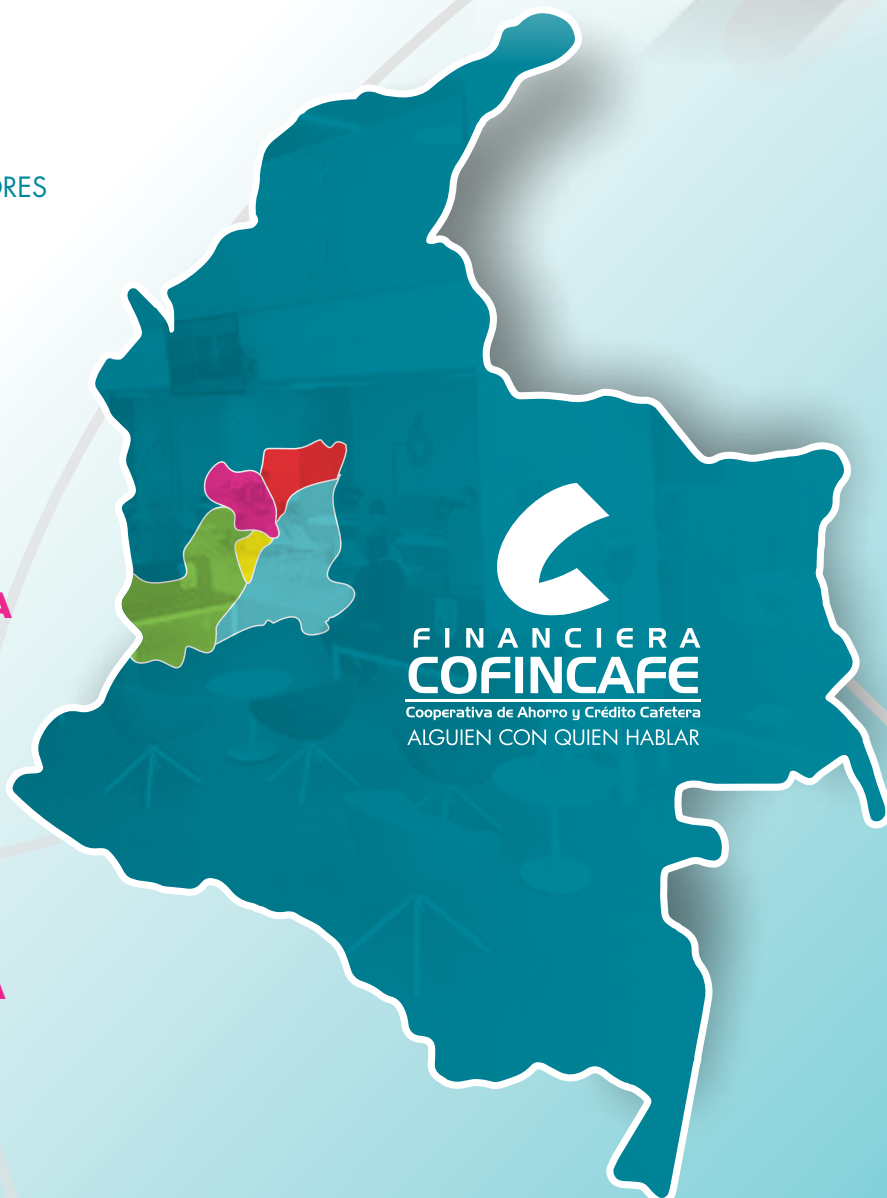 ORES
A
FINANCIERA
COFINCAFE
Cooperativa de Ahorro y Crédito Cafetera
ALGUIEN CON QUIEN HABLAR
A